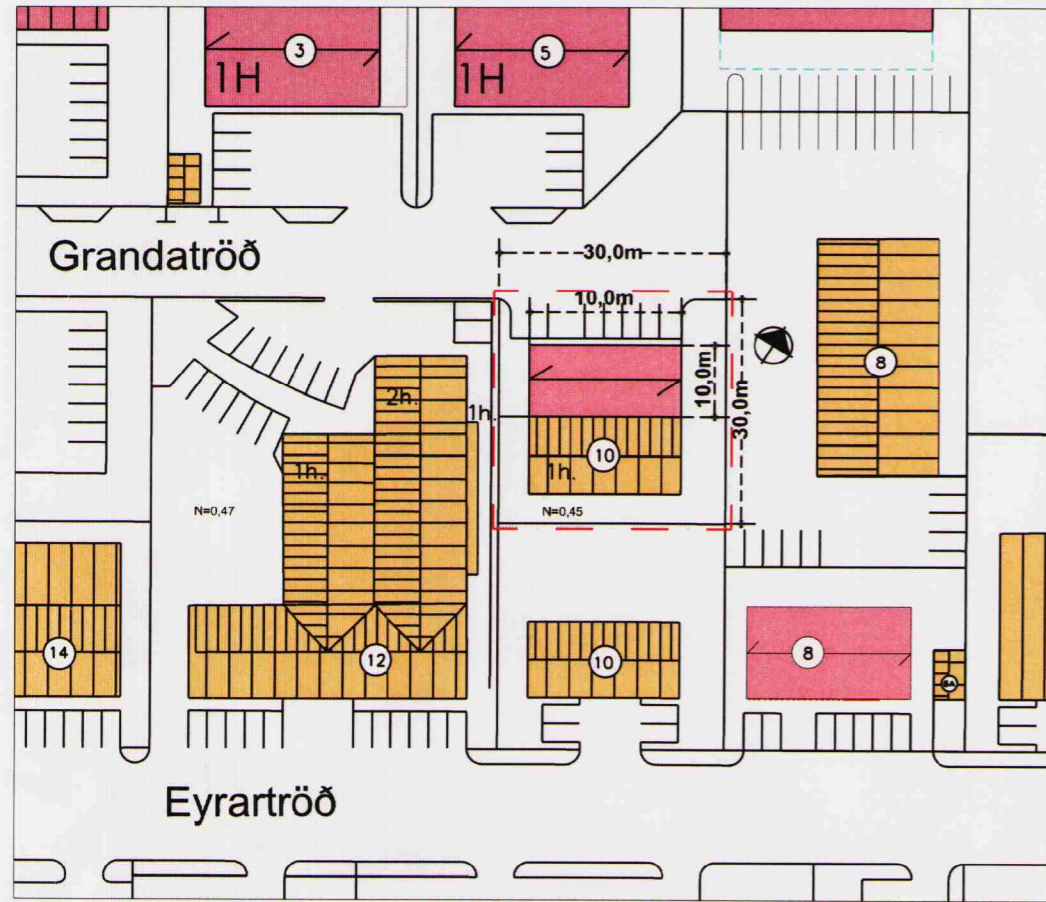 3
5
1H
1H
Grandatröð
30,0m
10,0m
10,0m
30,0m
8
2h.
1h.
1h.
10
1h.
N=0,47
N=0,45
14
12
10
8
8A
Eyrartröð